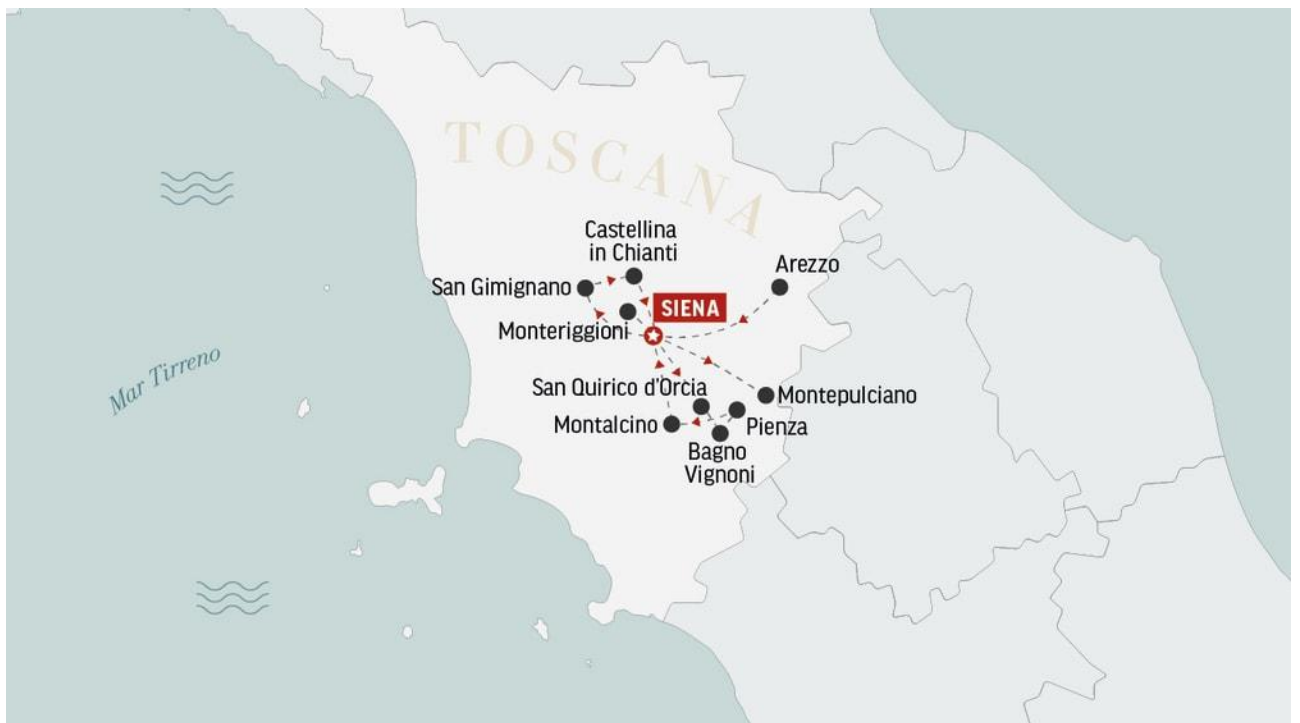 TOSCANA
Castellina
in Chianti
Arezzo
San Gimignano
SIENA
Monteriggioni
Mar Tirreno
San Quirico d'Orcia
Montepulciano
Montalcino
Pienza
Bagno
Vignoni